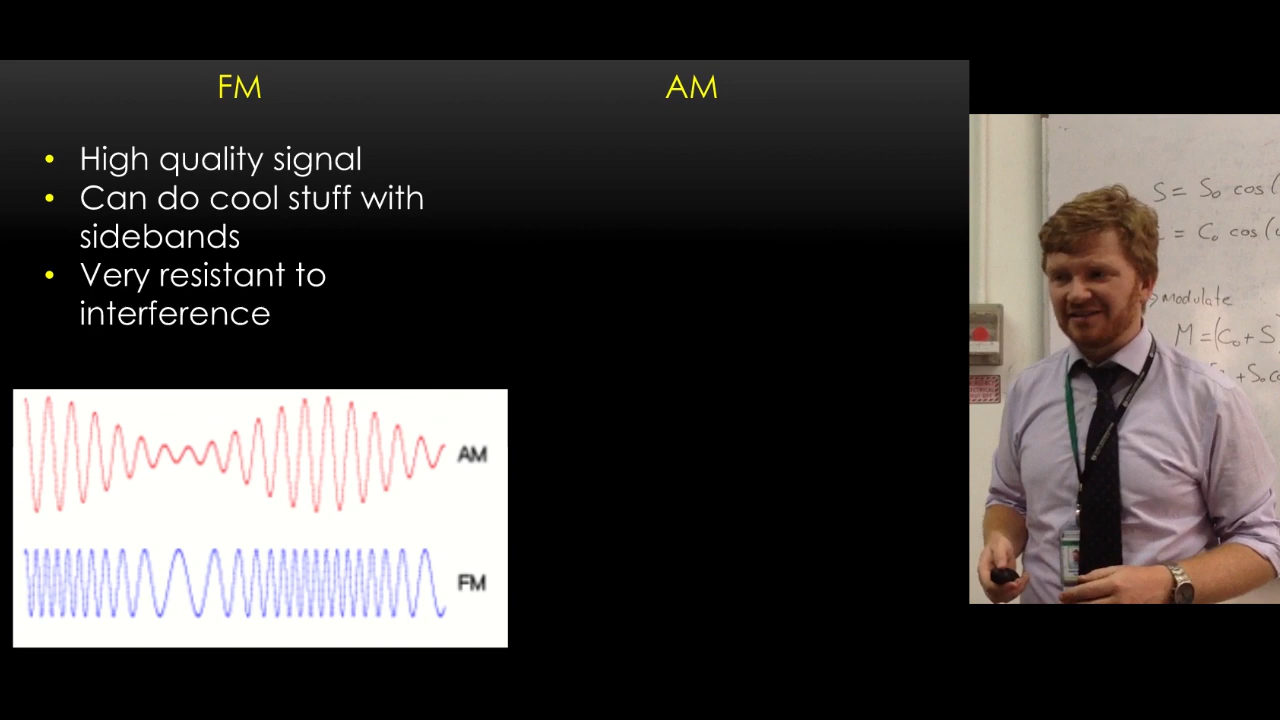 FM
AM
• High quality signal
• Can do cool stuff with
sidebands
• Very resistant to
interference
AM
FM
S = S₀ cos(
= C₀ cos(
modulate
M = (C₀ + S
+ S₀ co